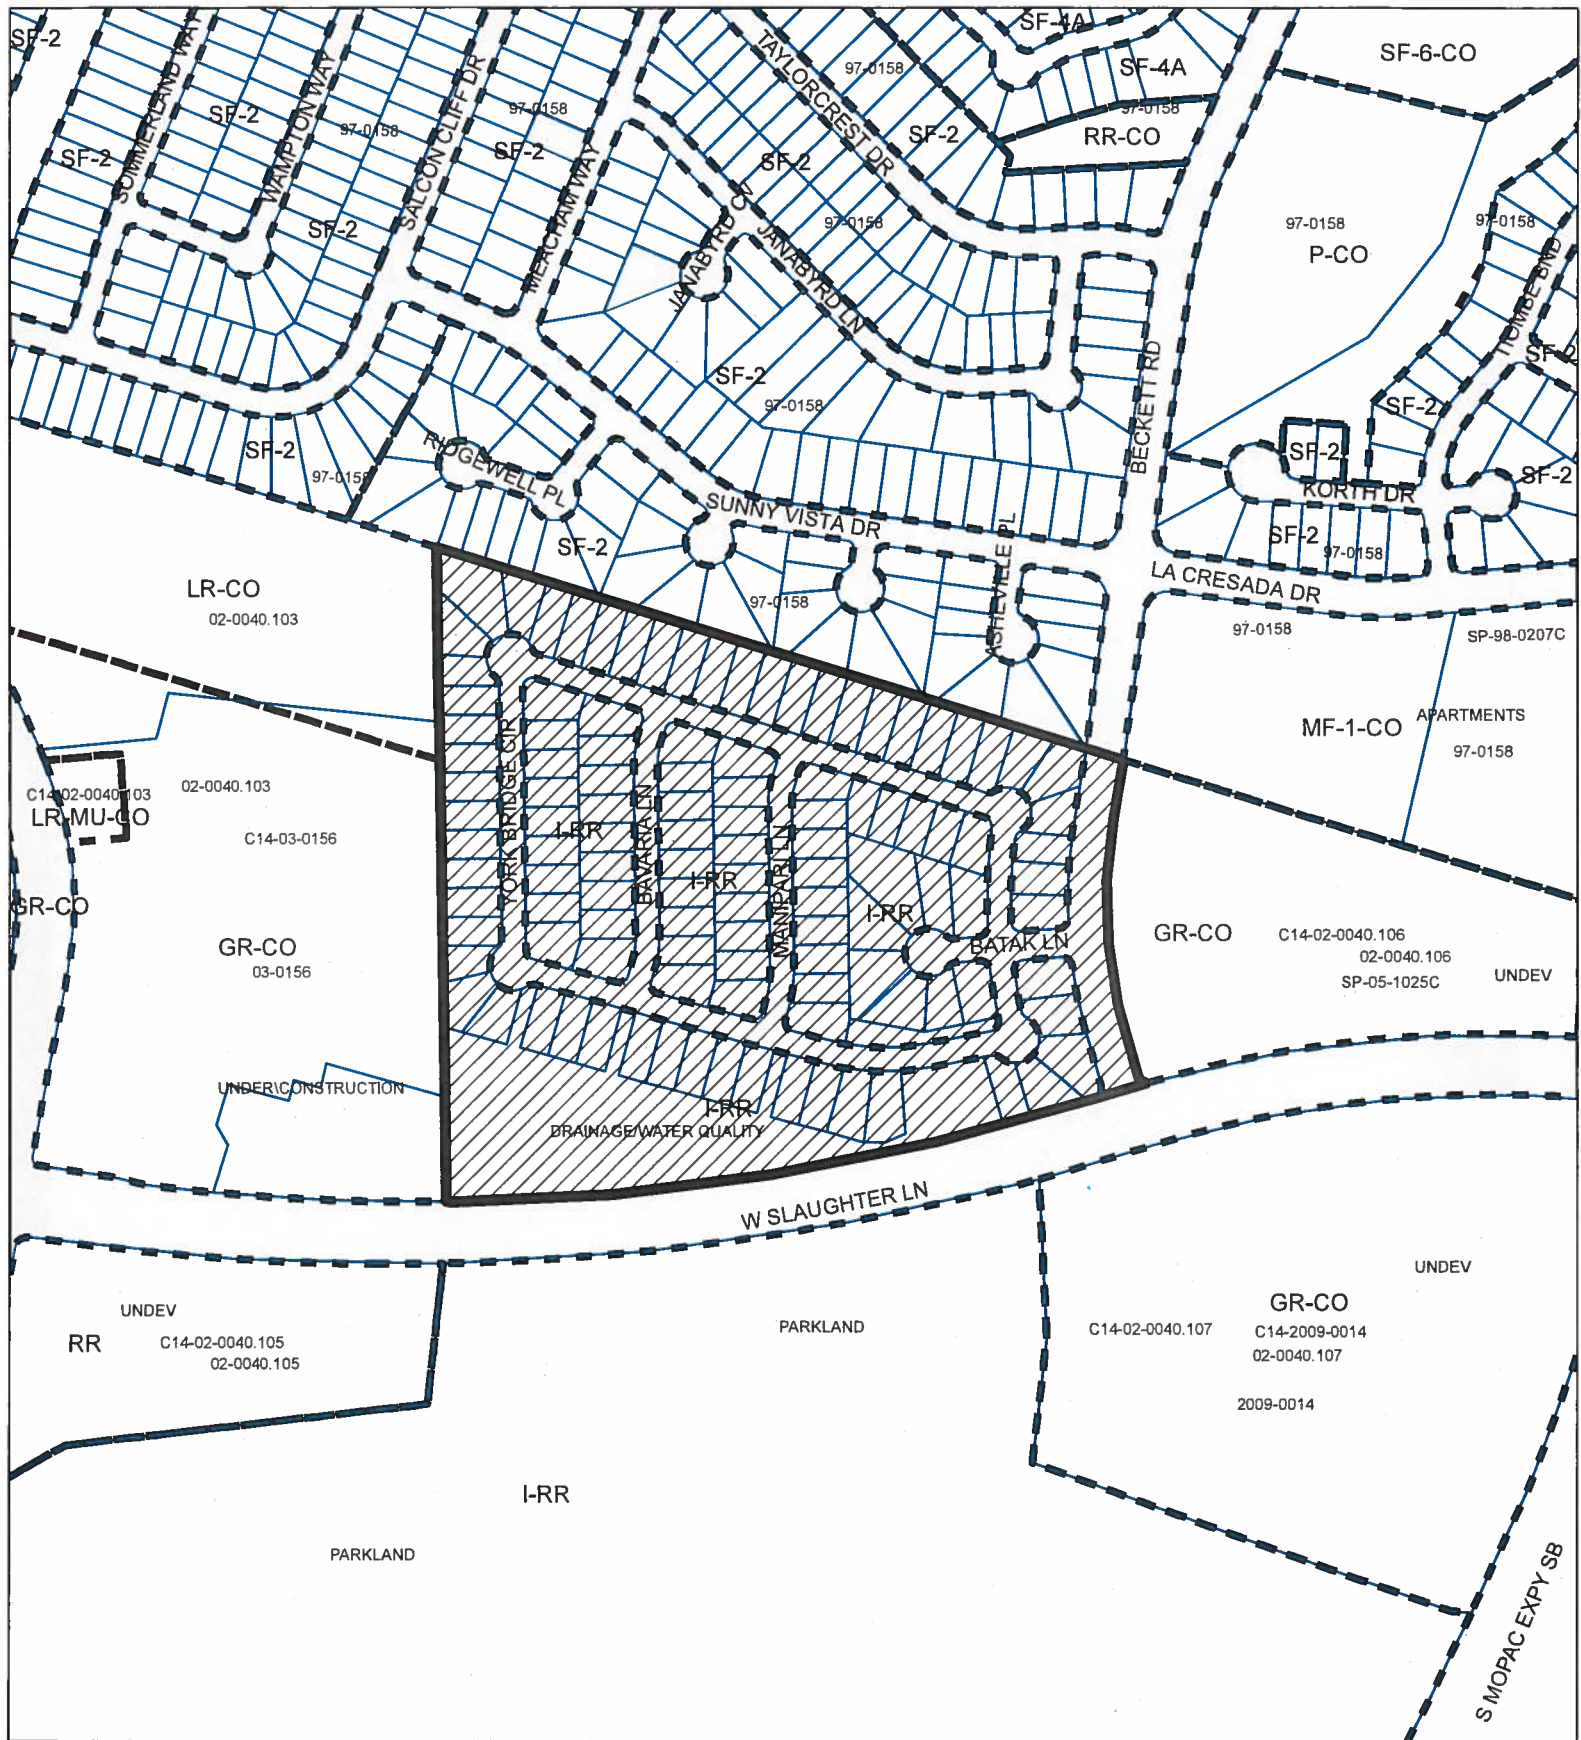 SF-2
SF-4A
SF-6-CO
TAYLORCREST DR
97-0158
SF-4A
97-0158
SOMMERLAND WAY
WAMPTON WAY
SALCON CLIFF DR
97-0158
SF-2
97-0158
SF-2
SF-2
SF-2
SF-2
RR-CO
SF-2
MEACHAM WAY
97-0158
97-0158
97-0158
SF-2
P-CO
JANABYRD LN
SF-2
SF-2
97-0158
BECKETT RD
SF-2
SF-2
RIDGEWELL PL
SF-2
97-0158
SF-2
KORTH DR
SUNNY VISTA DR
SF-2
SF-2
97-0158
ASHEVILLE PL
LA CRESADA DR
LR-CO
02-0040.103
97-0158
97-0158
SP-98-0207C
MF-1-CO
APARTMENTS
97-0158
YORK BRIDGE CIR
02-0040.103
C14-02-0040.103
LR-MU-CO
C14-03-0156
I-RR
BAVARIA LN
MANIPARI LN
I-RR
GR-CO
I-RR
GR-CO
03-0156
BATAK LN
GR-CO
C14-02-0040.106
02-0040.106
SP-05-1025C
UNDEV
UNDER\CONSTRUCTION
I-RR
DRAINAGE/WATER QUALITY
W SLAUGHTER LN
UNDEV
RR
C14-02-0040.105
02-0040.105
PARKLAND
UNDEV
GR-CO
C14-02-0040.107
C14-2009-0014
02-0040.107
2009-0014
I-RR
PARKLAND
S MOPAC EXPY SB